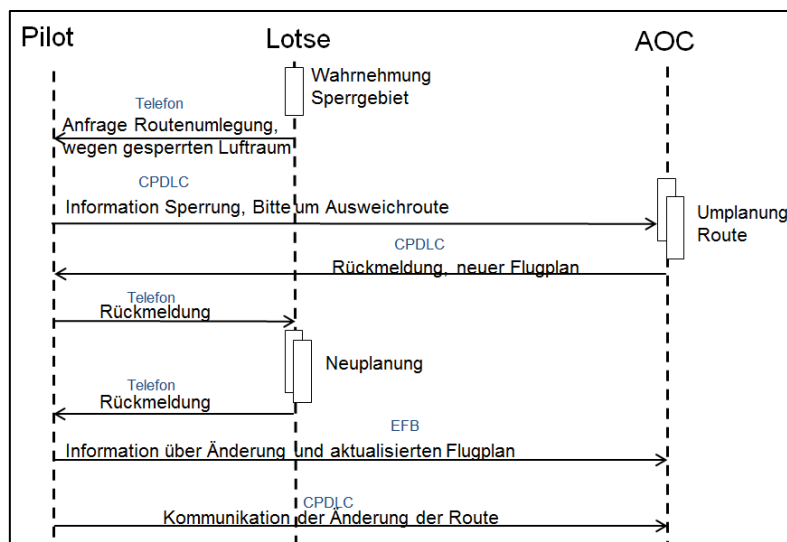 Pilot
Lotse
AOC
Wahrnehmung
Sperrgebiet
Telefon
Anfrage Routenumlegung,
wegen gesperrten Luftraum
CPDLC
Information Sperrung, Bitte um Ausweichroute
Umplanung
Route
CPDLC
Rückmeldung, neuer Flugplan
Telefon
Rückmeldung
Neuplanung
Telefon
Rückmeldung
EFB
Information über Änderung und aktualisierten Flugplan
CPDLC
Kommunikation der Änderung der Route